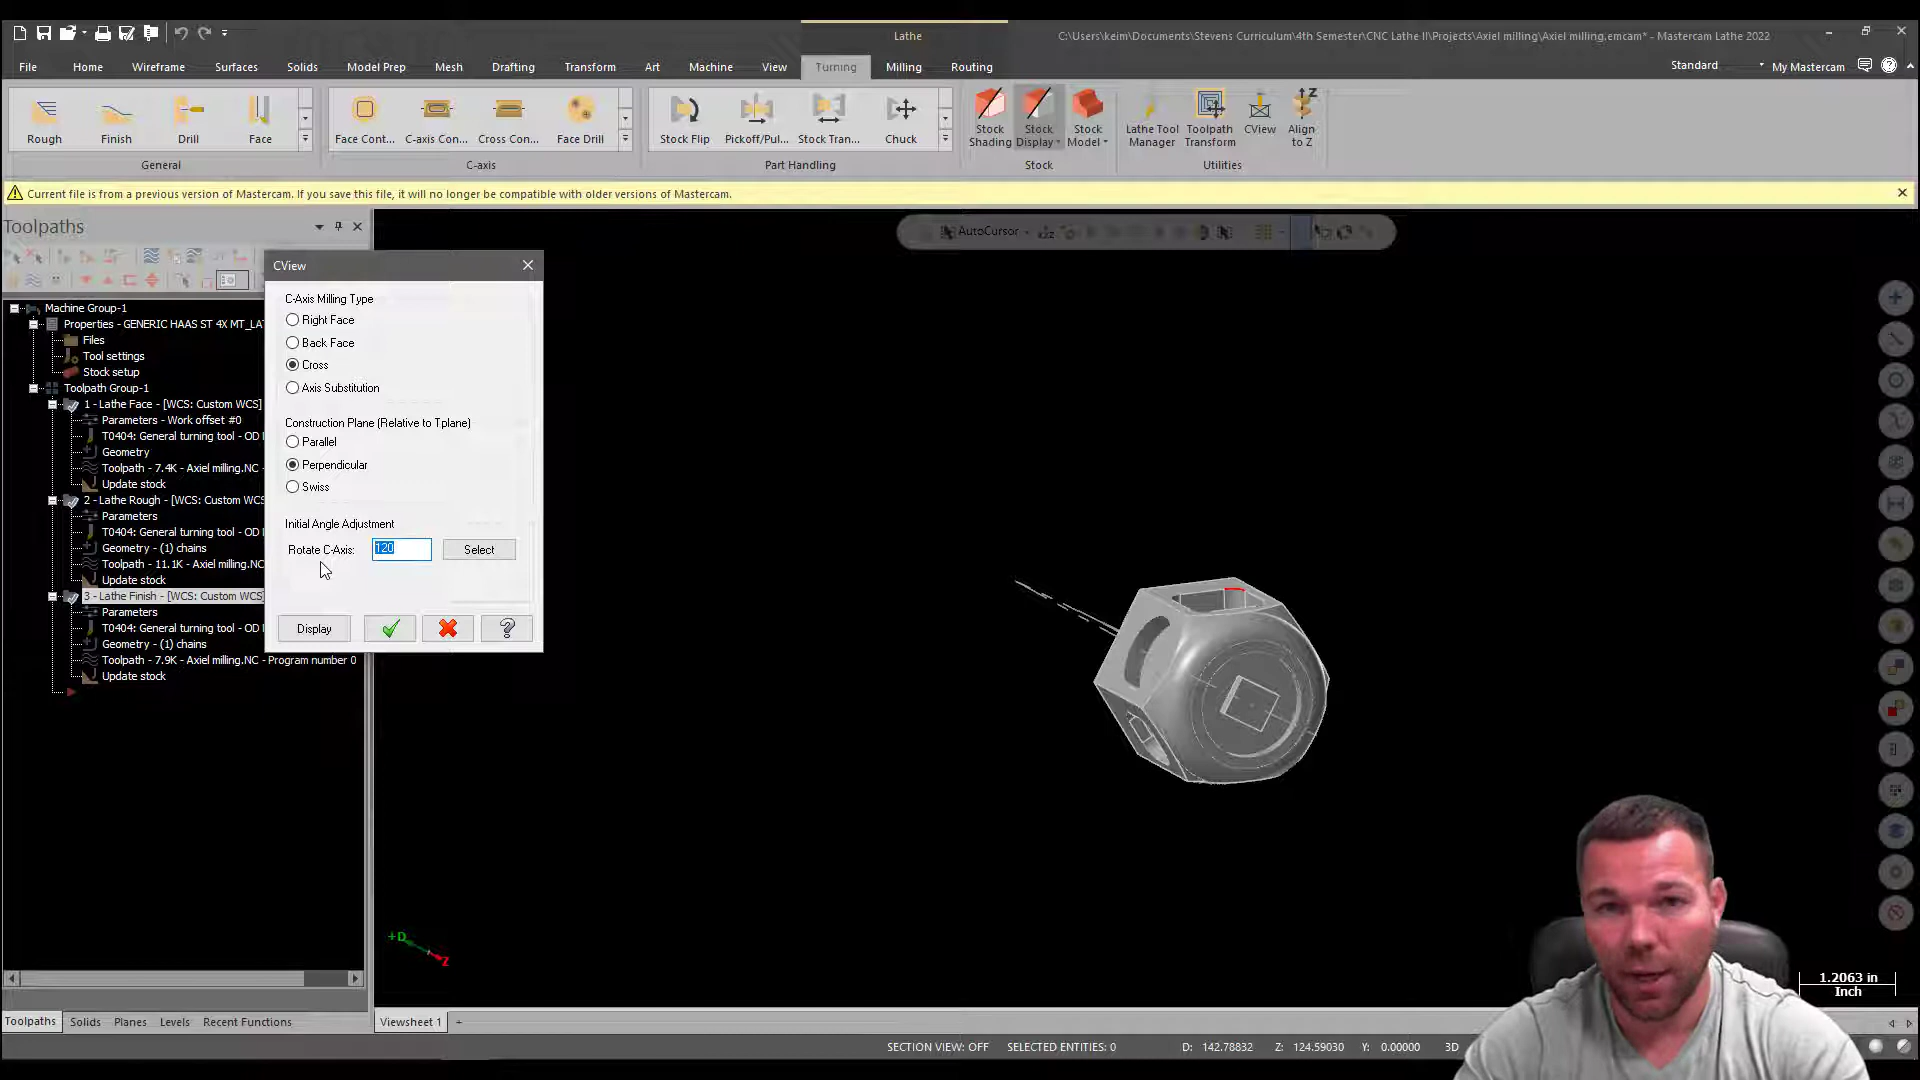 Lathe
C:\Users\keim\Documents\Stevens Curriculum\4th Semester\CNC Lathe II\Projects\Axiel milling\Axiel milling.emcam* - Mastercam Lathe 2022
File Home Wireframe Surfaces Solids Model Prep Mesh Drafting Transform Art Machine View Turning Milling Routing
Standard My Mastercam
Rough Finish Drill Face
General
Face Cont... C-axis Con... Cross Con... Face Drill
C-axis
Stock Flip Pickoff/Pul... Stock Tran... Chuck
Part Handling
Stock Shading Stock Display Stock Model
Stock
Lathe Tool Manager Toolpath Transform CView Align to Z
Utilities
Current file is from a previous version of Mastercam. If you save this file, it will no longer be compatible with older versions of Mastercam.
Toolpaths
AutoCursor
Machine Group-1
Properties - GENERIC HAAS ST 4X MT_LA
Files
Tool settings
Stock setup
Toolpath Group-1
1 - Lathe Face - [WCS: Custom WCS]
Parameters - Work offset #0
T0404: General turning tool - OD
Geometry
Toolpath - 7.4K - Axiel milling.NC -
Update stock
2 - Lathe Rough - [WCS: Custom WCS
Parameters
T0404: General turning tool - OD
Geometry - (1) chains
Toolpath - 11.1K - Axiel milling.NC
Update stock
3 - Lathe Finish - [WCS: Custom WCS]
Parameters
T0404: General turning tool - OD
Geometry - (1) chains
Toolpath - 7.9K - Axiel milling.NC - Program number 0
Update stock
CView
C-Axis Milling Type
Right Face
Back Face
Cross
Axis Substitution
Construction Plane (Relative to Tplane)
Parallel
Perpendicular
Swiss
Initial Angle Adjustment
Rotate C-Axis: 120 Select
Display
+D
Z
1.2063 in
Inch
Toolpaths Solids Planes Levels Recent Functions
Viewsheet 1 +
SECTION VIEW: OFF SELECTED ENTITIES: 0 D: 142.78832 Z: 124.59030 Y: 0.00000 3D